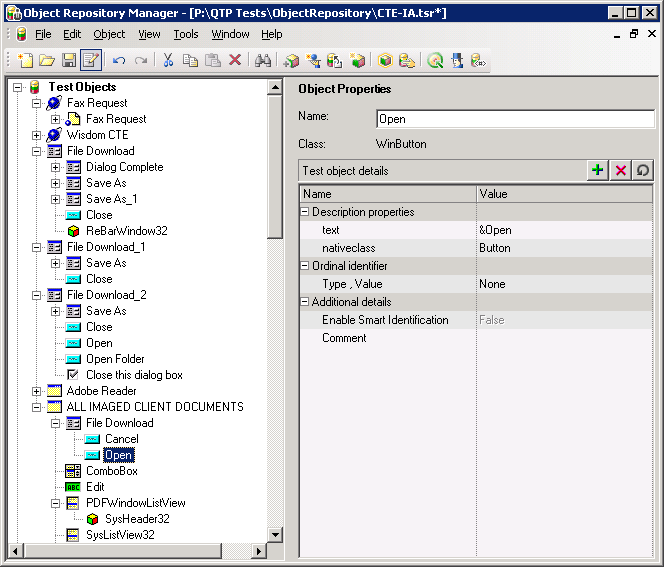 Object Repository Manager - [P:\QTP Tests\ObjectRepository\CTE-IA.tsr*]
File Edit Object View Tools Window Help
Test Objects
Fax Request
Fax Request
Wisdom CTE
File Download
Dialog Complete
Save As
Save As_1
Close
ReBarWindow32
File Download_1
Save As
Close
File Download_2
Save As
Close
Open
Open Folder
Close this dialog box
Adobe Reader
ALL IMAGED CLIENT DOCUMENTS
File Download
Cancel
Open
ComboBox
ABC Edit
PDFWindowListView
SysHeader32
SysListView32
Object Properties
Name: Open
Class: WinButton
Test object details
Name Value
Description properties
text &Open
nativeclass Button
Ordinal identifier
Type , Value None
Additional details
Enable Smart Identification False
Comment